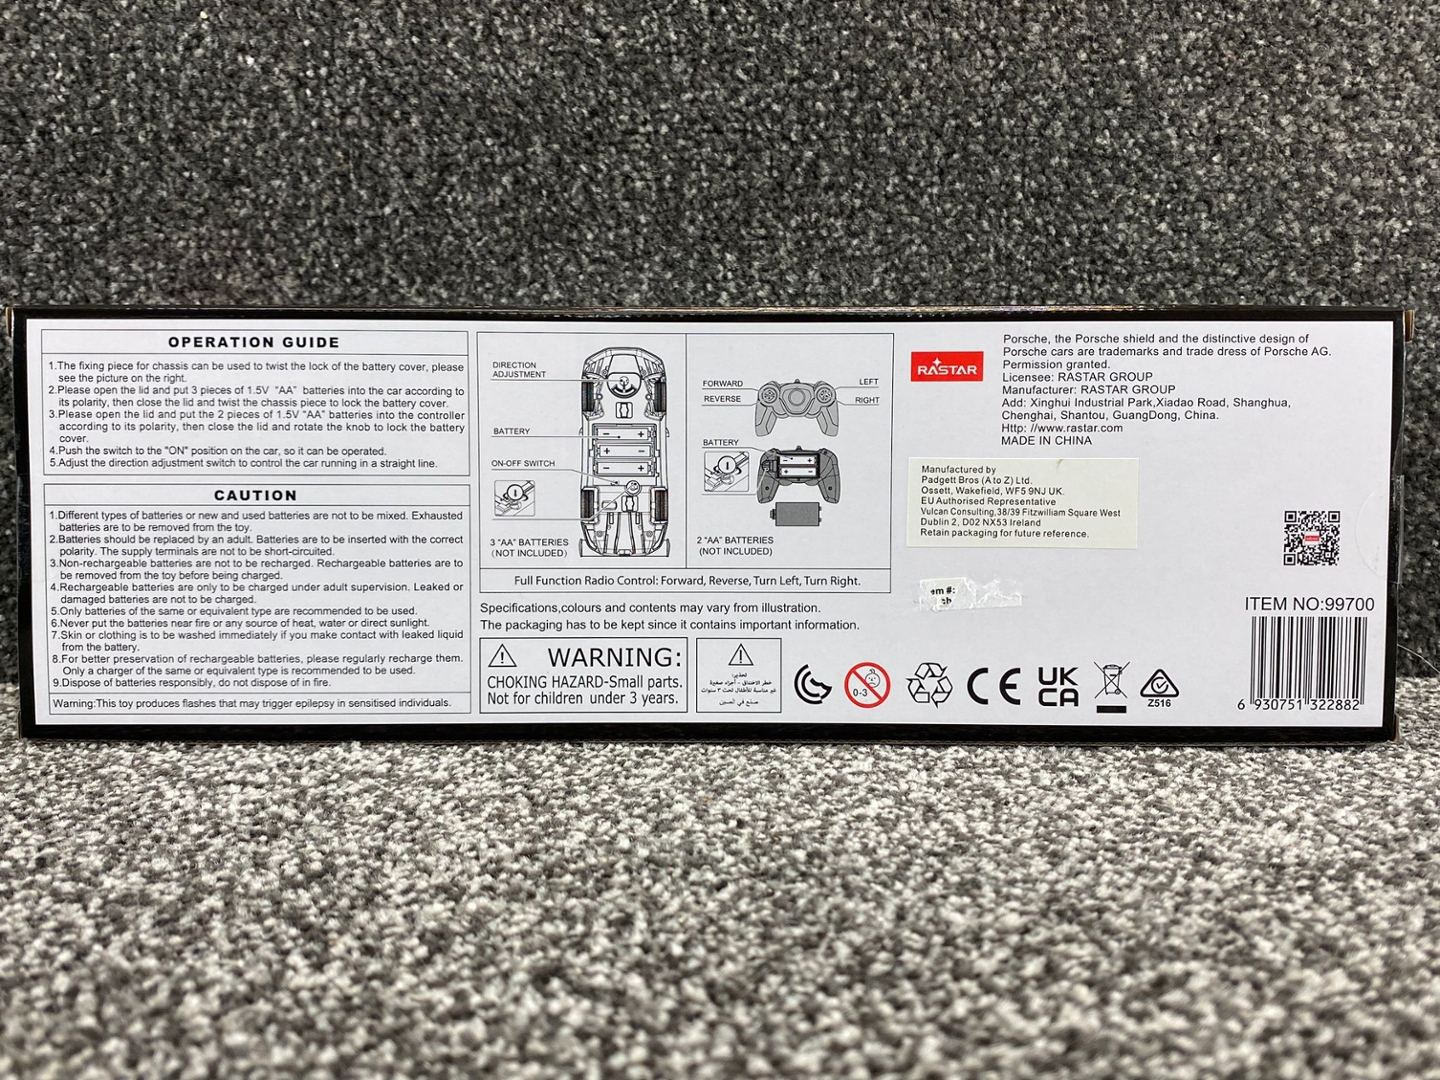 OPERATION GUIDE
1.The fixing piece for chassis can be used to twist the lock of the battery cover, please
see the picture on the right.
2.Please open the lid and put 3 pieces of 1.5V "AA" batteries into the car according to
its polarity, then close the lid and twist the chassis piece to lock the battery cover.
3.Please open the lid and put the 2 pieces of 1.5V "AA" batteries into the controller
according to its polarity, then close the lid and rotate the knob to lock the battery
cover.
4.Push the switch to the "ON" position on the car, so it can be operated.
5.Adjust the direction adjustment switch to control the car running in a straight line.
CAUTION
1.Different types of batteries or new and used batteries are not to be mixed. Exhausted
batteries are to be removed from the toy.
2.Batteries should be replaced by an adult. Batteries are to be inserted with the correct
polarity. The supply terminals are not to be short-circuited.
3.Non-rechargeable batteries are not to be recharged. Rechargeable batteries are to
be removed from the toy before being charged.
4.Rechargeable batteries are only to be charged under adult supervision. Leaked or
damaged batteries are not to be charged.
5.Only batteries of the same or equivalent type are recommended to be used.
6.Never put the batteries near fire or any source of heat, water or direct sunlight.
7.Skin or clothing is to be washed immediately if you make contact with leaked liquid
from the battery.
8.For better preservation of rechargeable batteries, please regularly recharge them.
Only a charger of the same or equivalent type is recommended to be used.
9.Dispose of batteries responsibly, do not dispose of in fire.
Warning:This toy produces flashes that may trigger epilepsy in sensitised individuals.
DIRECTION
ADJUSTMENT
BATTERY
ON-OFF SWITCH
3 "AA" BATTERIES
(NOT INCLUDED)
FORWARD
REVERSE
LEFT
RIGHT
BATTERY
2 "AA" BATTERIES
(NOT INCLUDED)
Full Function Radio Control: Forward, Reverse, Turn Left, Turn Right.
Specifications,colours and contents may vary from illustration.
The packaging has to be kept since it contains important information.
WARNING:
CHOKING HAZARD-Small parts.
Not for children under 3 years.
تحذير:
خطر الاختناق - أجزاء صغيرة
غير مناسبة للأطفال تحت ٣ سنوات
صنع في الصين
RASTAR
Porsche, the Porsche shield and the distinctive design of
Porsche cars are trademarks and trade dress of Porsche AG.
Permission granted.
Licensee: RASTAR GROUP
Manufacturer: RASTAR GROUP
Add: Xinghui Industrial Park,Xiadao Road, Shanghua,
Chenghai, Shantou, GuangDong, China.
Http: //www.rastar.com
MADE IN CHINA
Manufactured by
Padgett Bros (A to Z) Ltd.
Ossett, Wakefield, WF5 9NJ UK.
EU Authorised Representative
Vulcan Consulting,38/39 Fitzwilliam Square West
Dublin 2, D02 NX53 Ireland
Retain packaging for future reference.
em #:
0-3
CE
UK
CA
Z516
ITEM NO:99700
6 930751 322882